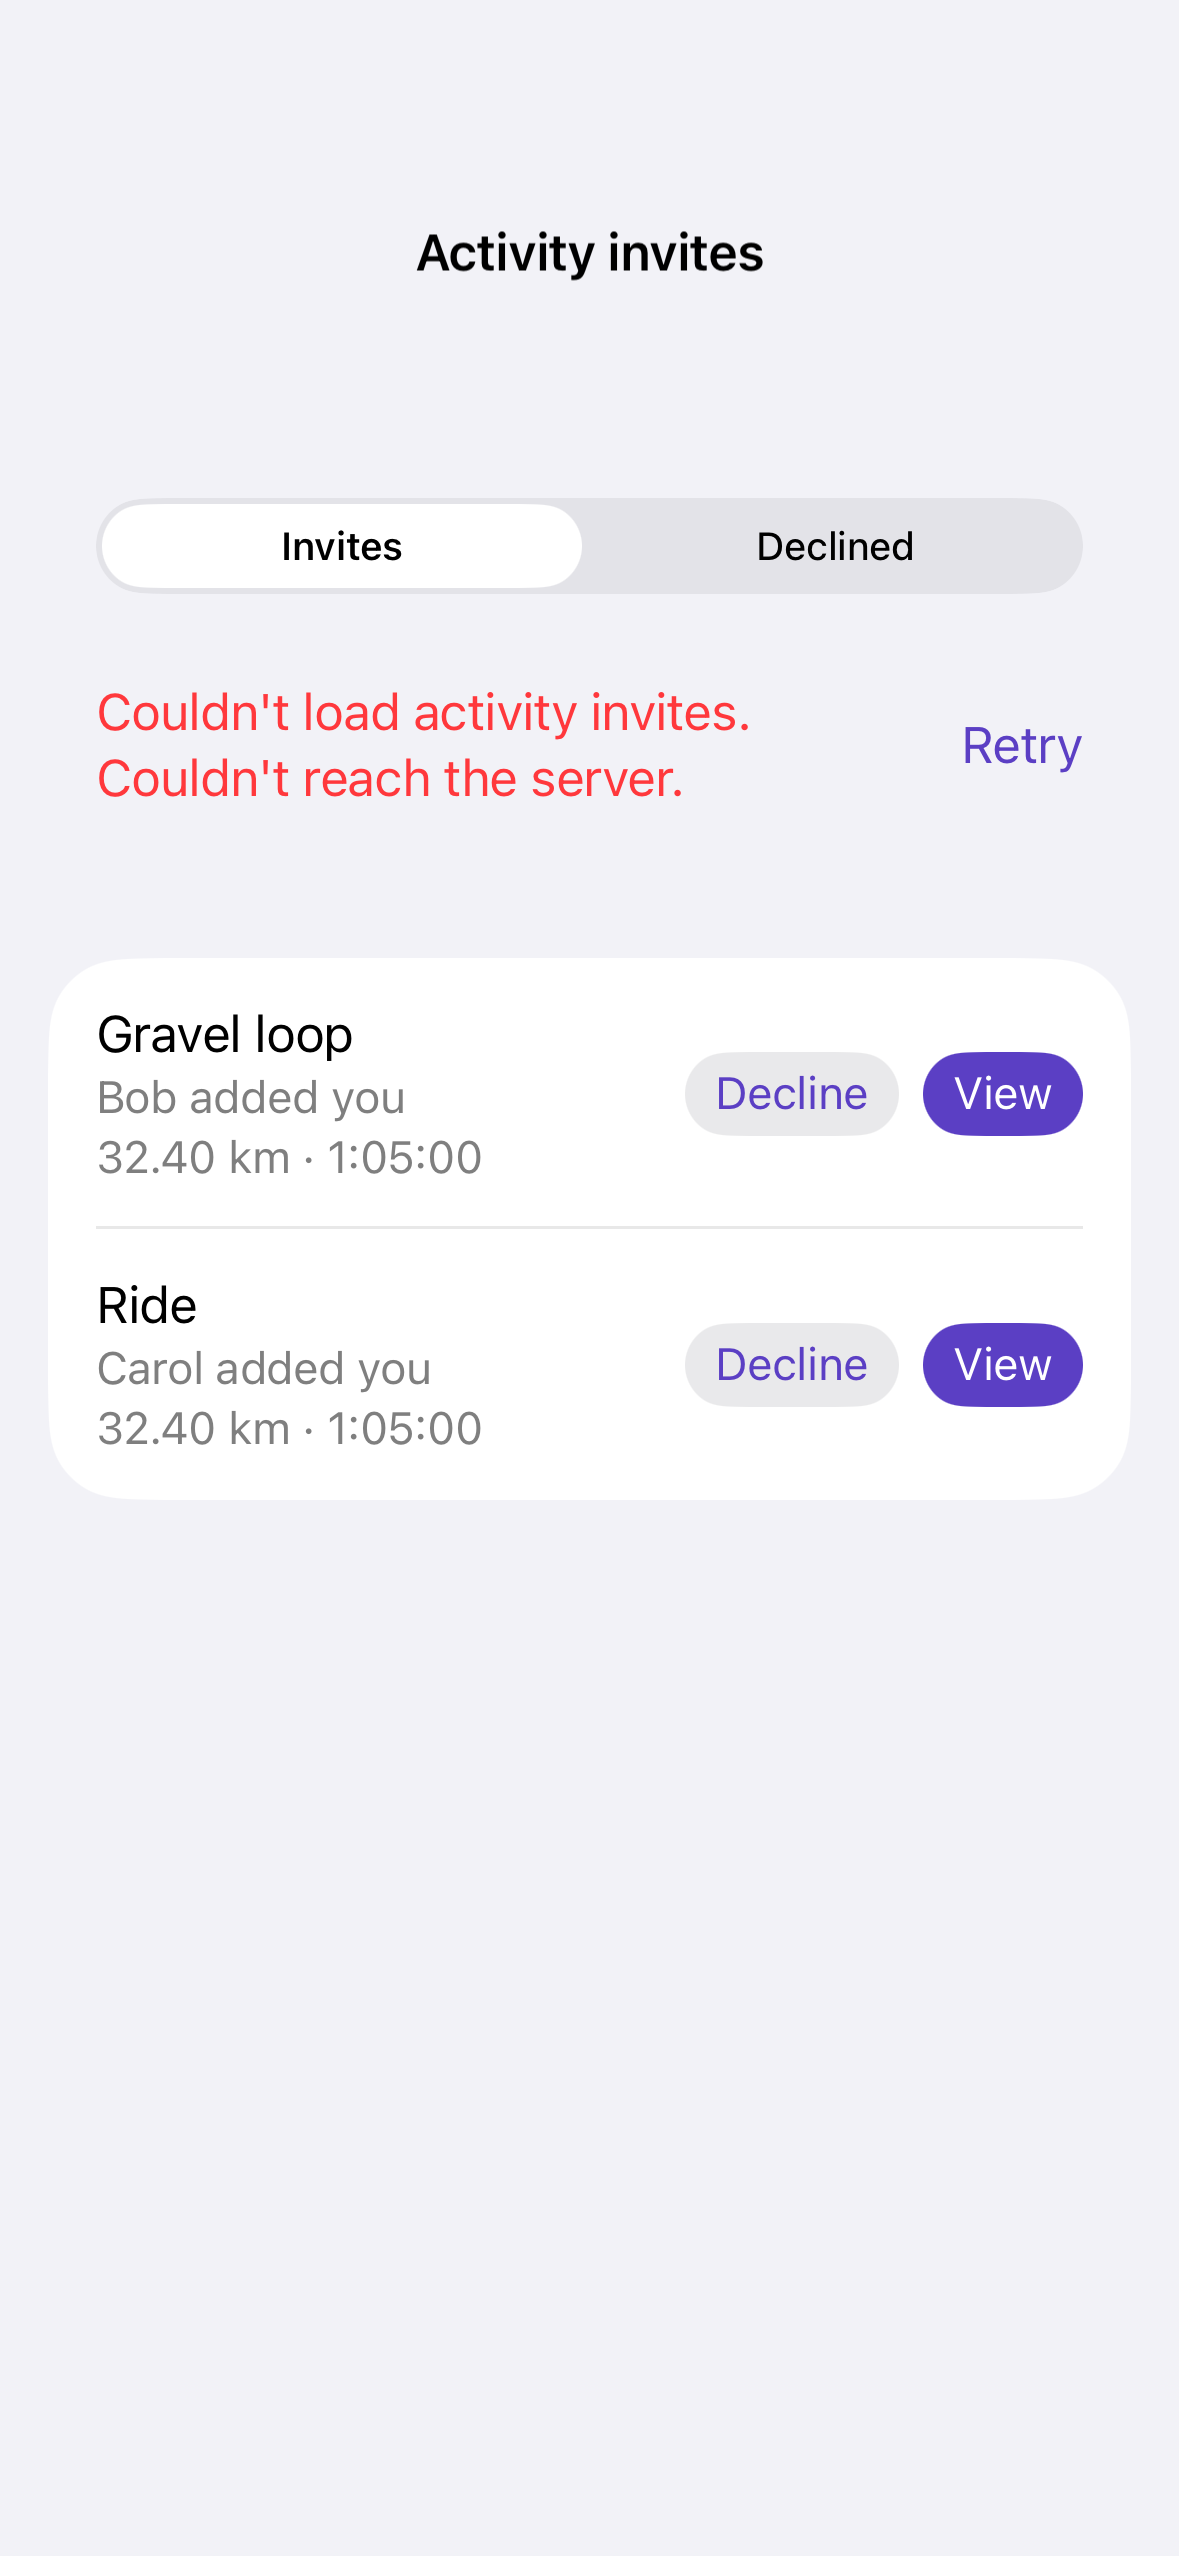 Activity invites
Invites
Declined
Couldn't load activity invites.
Couldn't reach the server.
Retry
Gravel loop
Bob added you
32.40 km · 1:05:00
Decline
View
Ride
Carol added you
32.40 km · 1:05:00
Decline
View